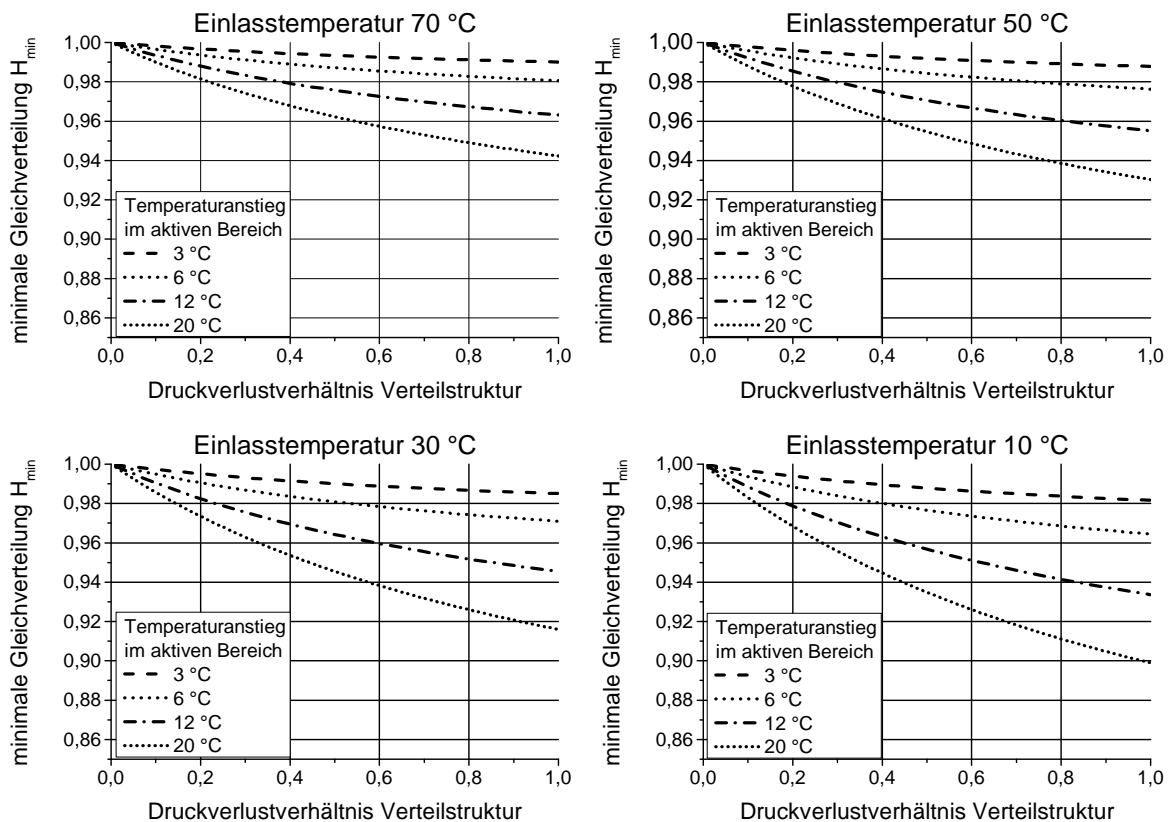 Einlasstemperatur 70 °C
minimale Gleichverteilung H_min
1,00
0,98
0,96
0,94
0,92
0,90
0,88
0,86
Temperaturanstieg
im aktiven Bereich
3 °C
6 °C
12 °C
20 °C
0,0 0,2 0,4 0,6 0,8 1,0
Druckverlustverhältnis Verteilstruktur
Einlasstemperatur 50 °C
minimale Gleichverteilung H_min
1,00
0,98
0,96
0,94
0,92
0,90
0,88
0,86
Temperaturanstieg
im aktiven Bereich
3 °C
6 °C
12 °C
20 °C
0,0 0,2 0,4 0,6 0,8 1,0
Druckverlustverhältnis Verteilstruktur
Einlasstemperatur 30 °C
minimale Gleichverteilung H_min
1,00
0,98
0,96
0,94
0,92
0,90
0,88
0,86
Temperaturanstieg
im aktiven Bereich
3 °C
6 °C
12 °C
20 °C
0,0 0,2 0,4 0,6 0,8 1,0
Druckverlustverhältnis Verteilstruktur
Einlasstemperatur 10 °C
minimale Gleichverteilung H_min
1,00
0,98
0,96
0,94
0,92
0,90
0,88
0,86
Temperaturanstieg
im aktiven Bereich
3 °C
6 °C
12 °C
20 °C
0,0 0,2 0,4 0,6 0,8 1,0
Druckverlustverhältnis Verteilstruktur